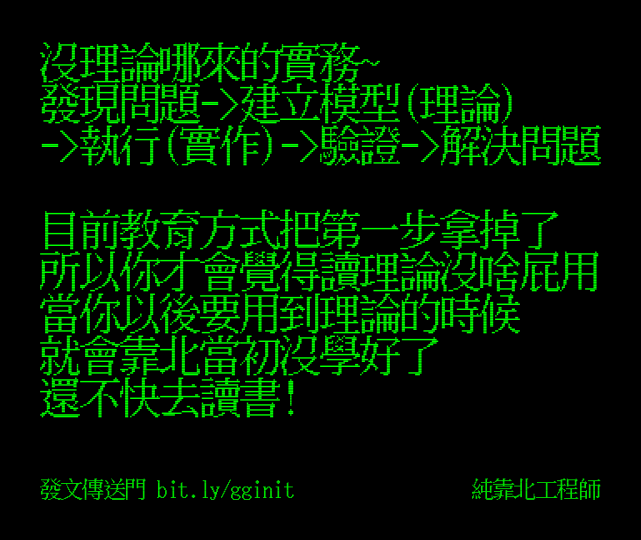 沒理論哪來的實務~
發現問題->建立模型(理論)
->執行(實作)->驗證->解決問題
目前教育方式把第一步拿掉了
所以你才會覺得讀理論沒啥屁用
當你以後要用到理論的時候
就會靠北當初沒學好了
還不快去讀書!
發文傳送門 bit.ly/gginit
純靠北工程師